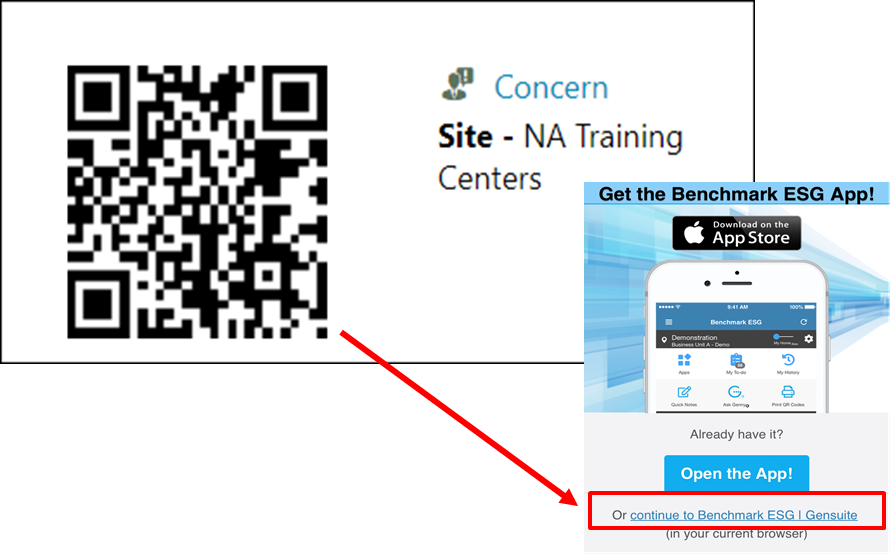 Concern
Site - NA Training
Centers
Get the Benchmark ESG App!
Download on the
App Store
9:41 AM
100%
Benchmark ESG
Demonstration
Business Unit A - Demo
My Home
Apps
My To-do
My History
Quick Notes
Ask Genny
Print QR Codes
Already have it?
Open the App!
Or continue to Benchmark ESG | Gensuite
(in your current browser)